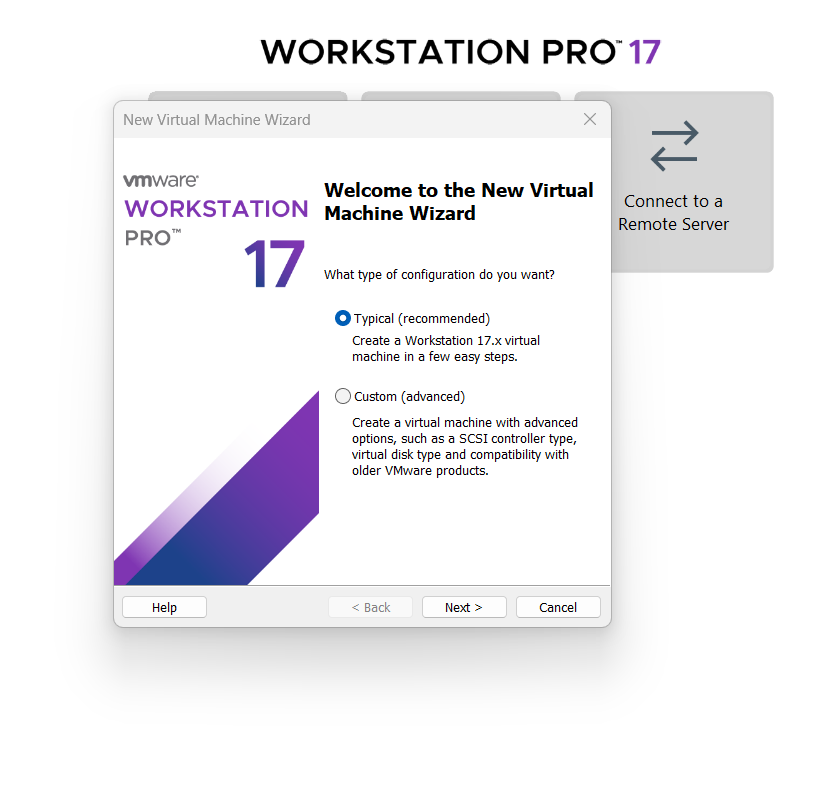 WORKSTATION PRO™ 17
New Virtual Machine Wizard
vmware®
WORKSTATION
PRO™
17
Welcome to the New Virtual
Machine Wizard
What type of configuration do you want?
Typical (recommended)
Create a Workstation 17.x virtual
machine in a few easy steps.
Custom (advanced)
Create a virtual machine with advanced
options, such as a SCSI controller type,
virtual disk type and compatibility with
older VMware products.
Help
< Back
Next >
Cancel
Connect to a
Remote Server